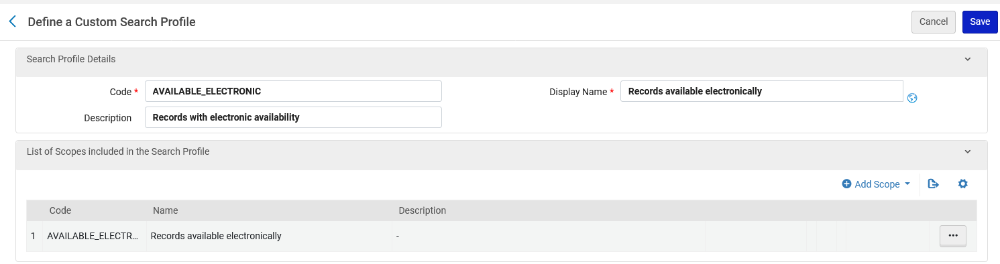 Define a Custom Search Profile
Cancel
Save
Search Profile Details
Code *
AVAILABLE_ELECTRONIC
Display Name *
Records available electronically
Description
Records with electronic availability
List of Scopes included in the Search Profile
Add Scope
Code Name Description
1 AVAILABLE_ELECTR... Records available electronically -